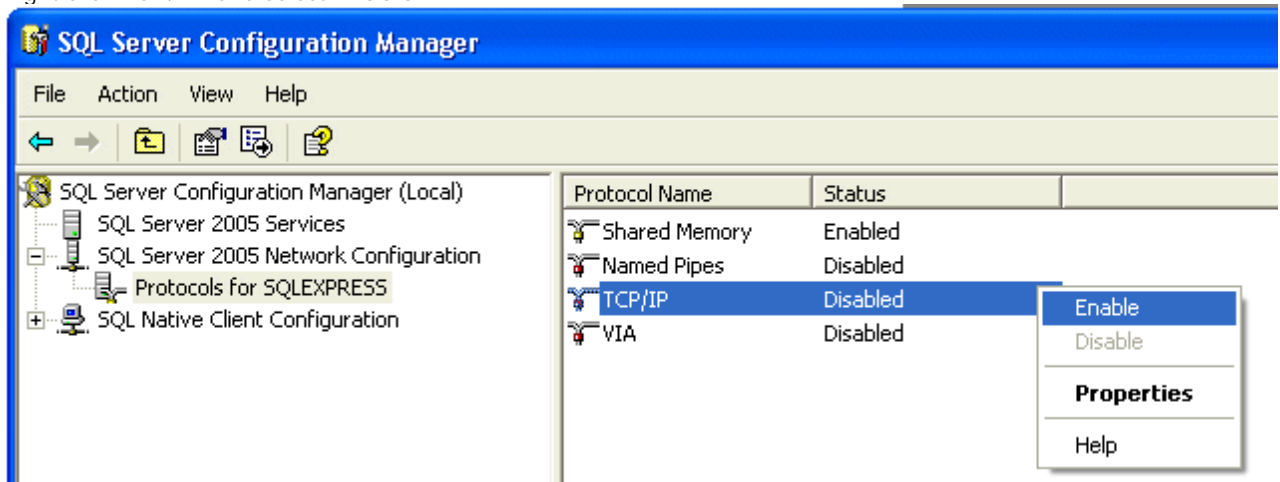 SQL Server Configuration Manager
File Action View Help
SQL Server Configuration Manager (Local)
SQL Server 2005 Services
SQL Server 2005 Network Configuration
Protocols for SQLEXPRESS
SQL Native Client Configuration
Protocol Name Status
Shared Memory Enabled
Named Pipes Disabled
TCP/IP Disabled
VIA Disabled
Enable
Disable
Properties
Help